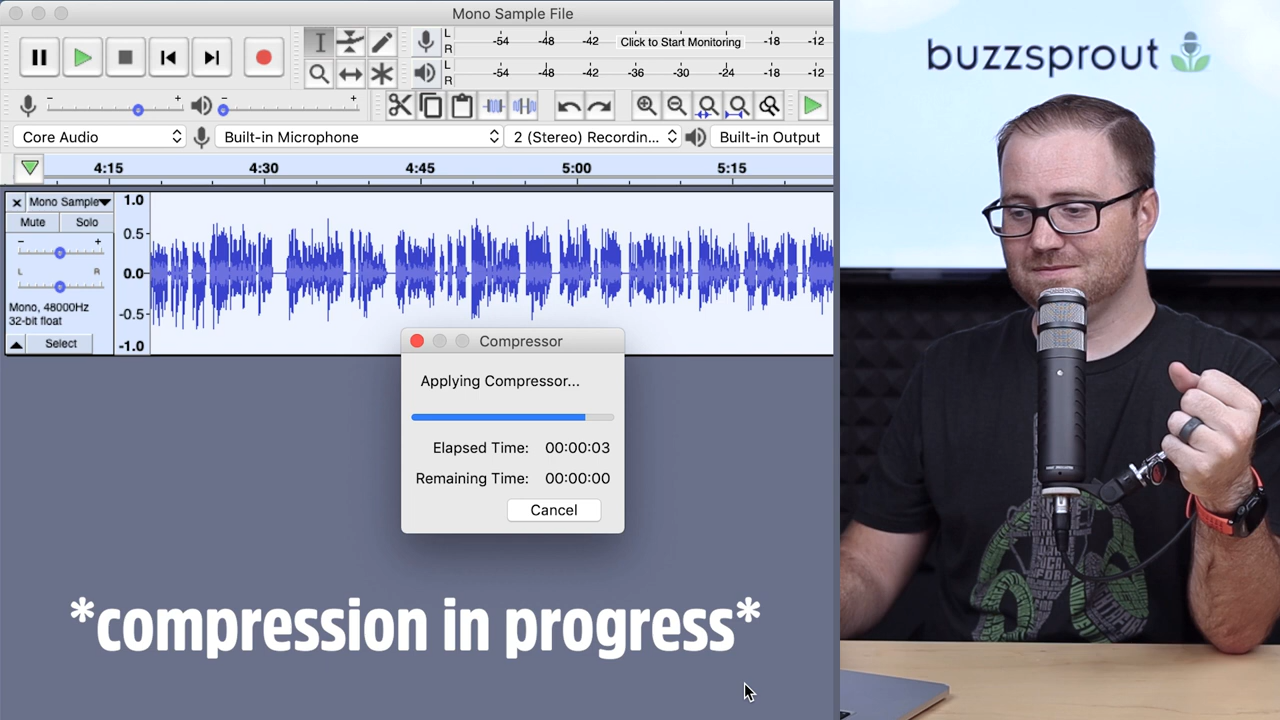 Mono Sample File
L
R
-54 -48 -42 Click to Start Monitoring -18 -12
L
R
-54 -48 -42 -36 -30 -24 -18 -12
- + - +
Core Audio Built-in Microphone 2 (Stereo) Recordin... Built-in Output
4:15 4:30 4:45 5:00 5:15
Mono Sample 1.0
Mute Solo
- + 0.5
L R 0.0
Mono, 48000Hz
32-bit float -0.5
Select -1.0
Compressor
Applying Compressor...
Elapsed Time: 00:00:03
Remaining Time: 00:00:00
Cancel
*compression in progress*
buzzsprout